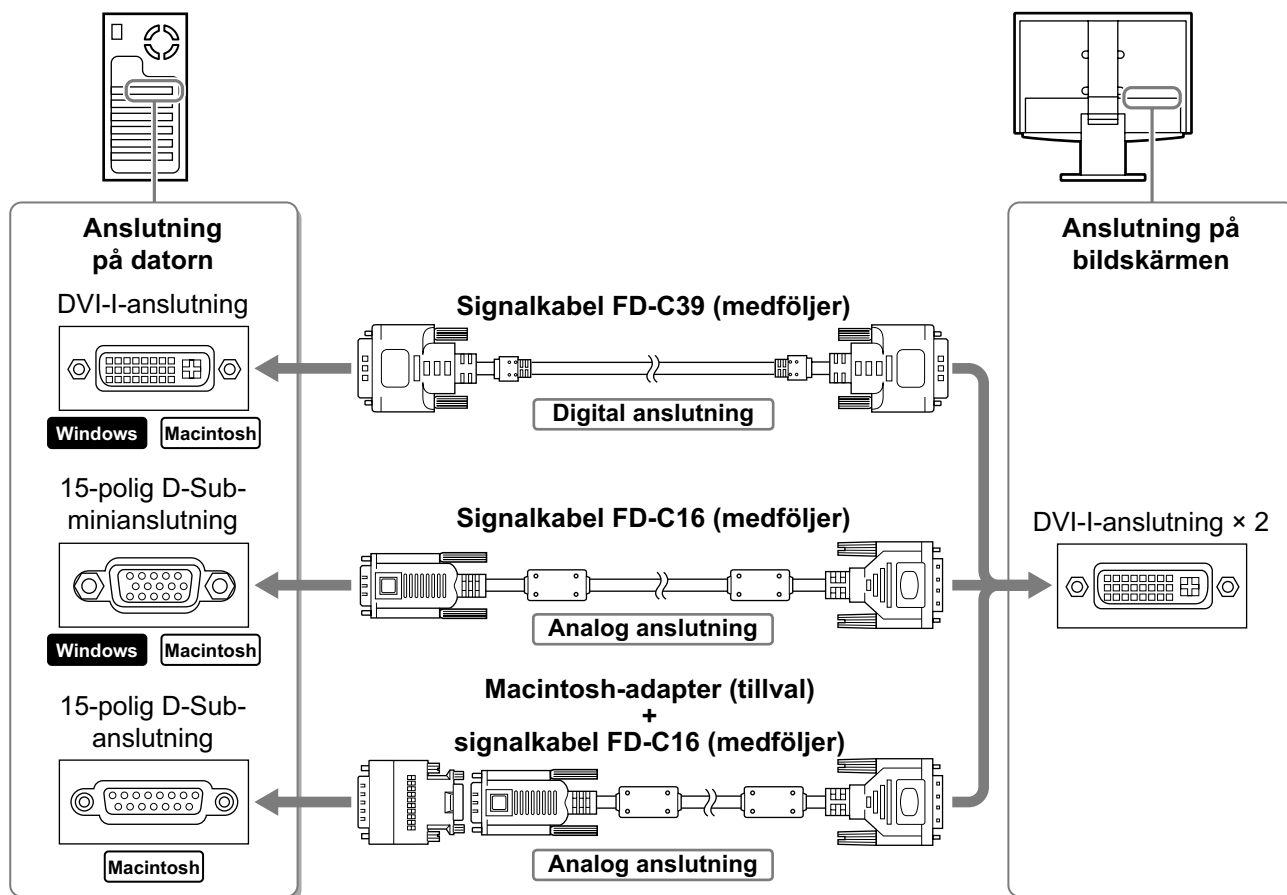 Anslutning
på datorn
DVI-I-anslutning
Windows Macintosh
15-polig D-Sub-
minianslutning
Windows Macintosh
15-polig D-Sub-
anslutning
Macintosh
Signalkabel FD-C39 (medföljer)
Digital anslutning
Signalkabel FD-C16 (medföljer)
Analog anslutning
Macintosh-adapter (tillval)
+
signalkabel FD-C16 (medföljer)
Analog anslutning
Anslutning på
bildskärmen
DVI-I-anslutning × 2